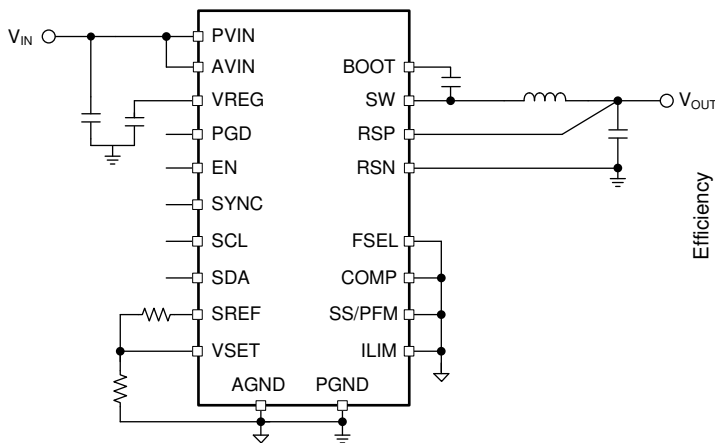 VIN
PVIN
AVIN
VREG
PGD
EN
SYNC
SCL
SDA
SREF
VSET
AGND
PGND
BOOT
SW
RSP
RSN
FSEL
COMP
SS/PFM
ILIM
VOUT
Efficiency